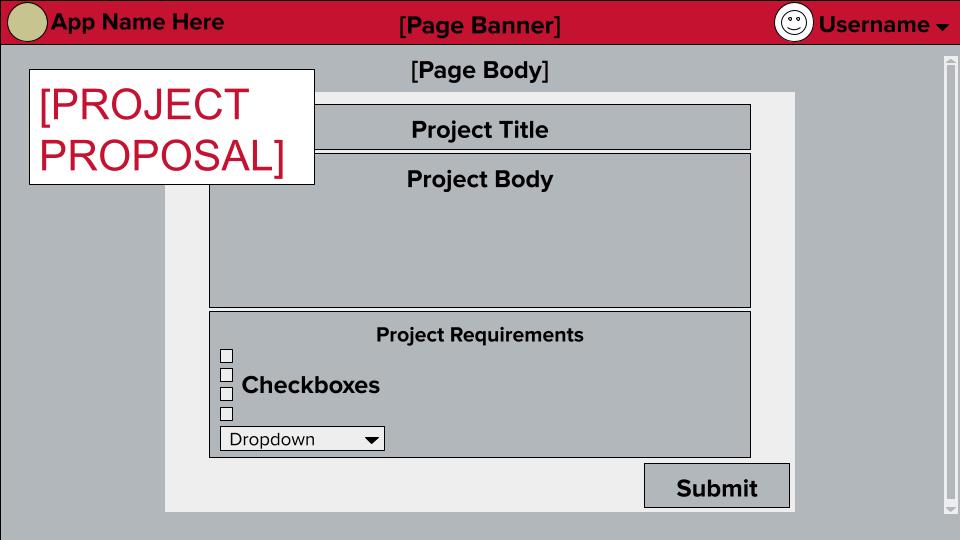 App Name Here
[Page Banner]
Username
[Page Body]
[PROJECT
PROPOSAL]
Project Title
Project Body
Project Requirements
Checkboxes
Dropdown
Submit